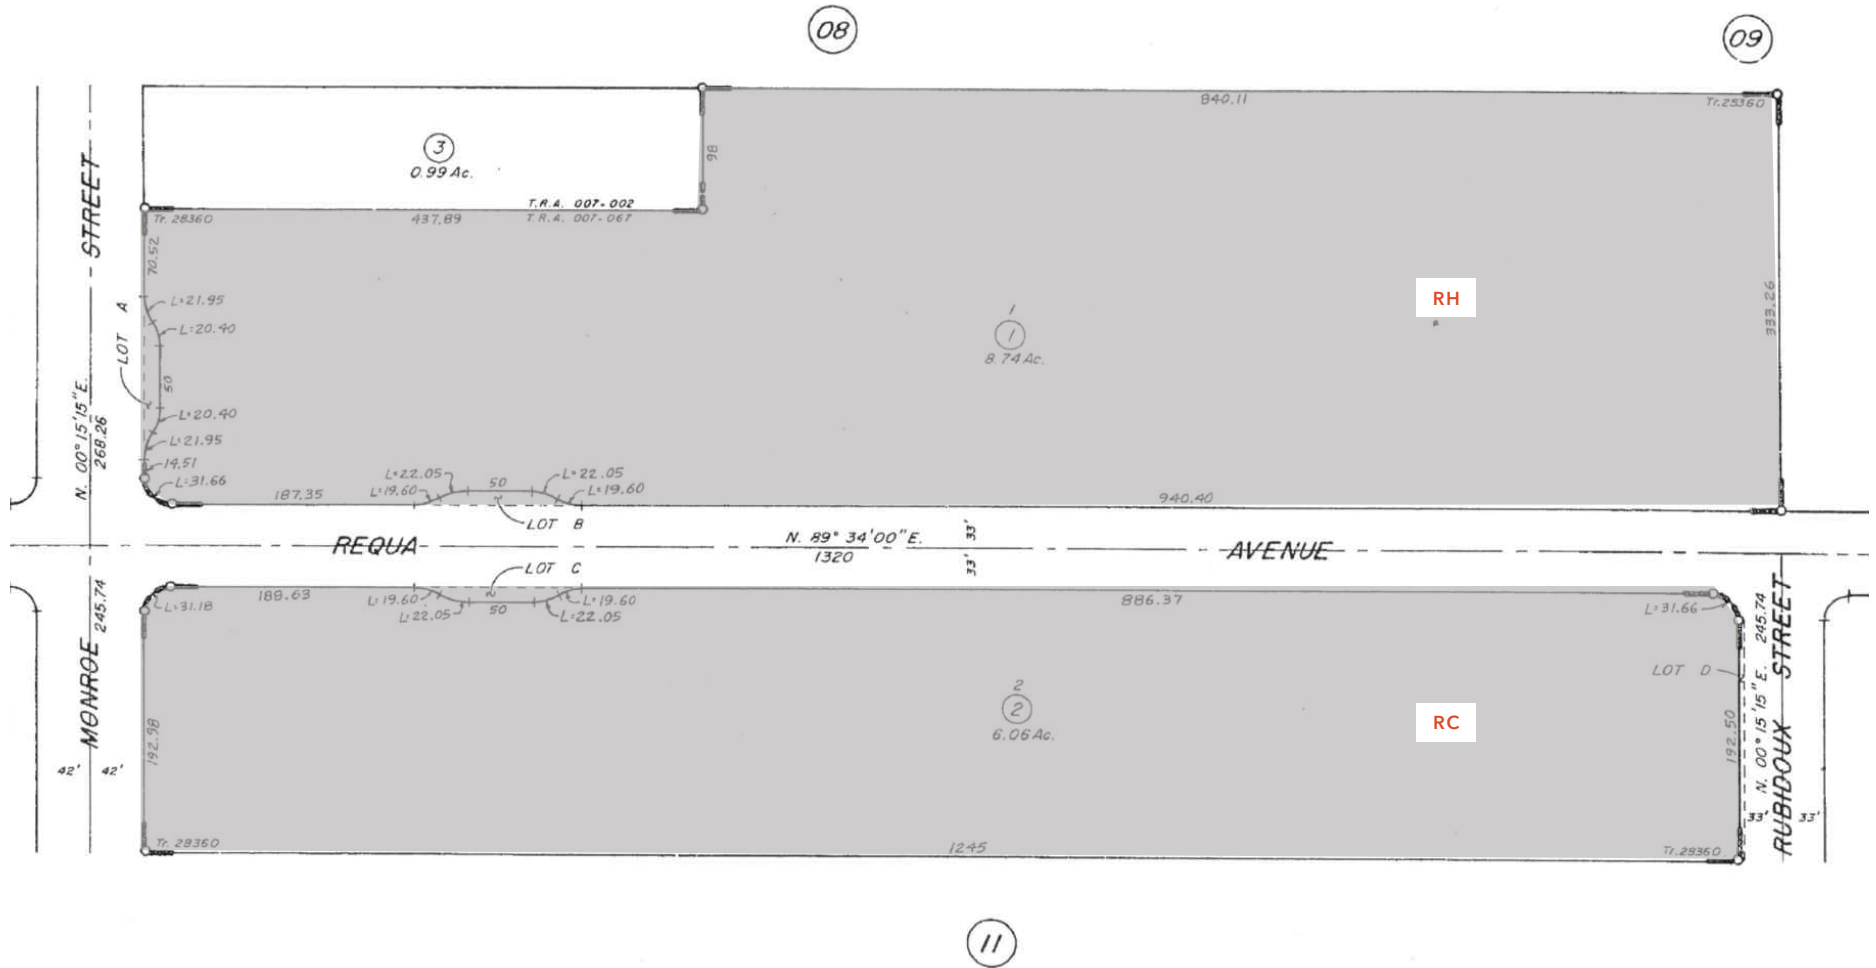 08
09
840.11
Tr.28360
3
0.99 Ac.
98
T.R.A. 007-002
Tr. 28360
437.89
T.R.A. 007-067
STREET
70.52
L=21.95
L=20.40
LOT A
50
L=20.40
L=21.95
14.51
L=31.66
N. 00° 15' 15" E.
268.26
1
1
8.74 Ac.
RH
333.26
187.35
L=19.60
L=22.05
50
L=22.05
L=19.60
LOT B
940.40
REQUA
N. 89° 34' 00" E.
1320
33'
33'
AVENUE
LOT C
245.74
MONROE
L=31.18
188.63
L=19.60
L=22.05
50
L=19.60
L=22.05
886.37
L=31.66
245.74
STREET
RUBIDOUX
N. 00° 15' 15" E.
LOT D
192.50
192.98
2
2
6.06 Ac.
RC
42'
42'
33'
33'
Tr. 28360
1245
Tr.28360
11